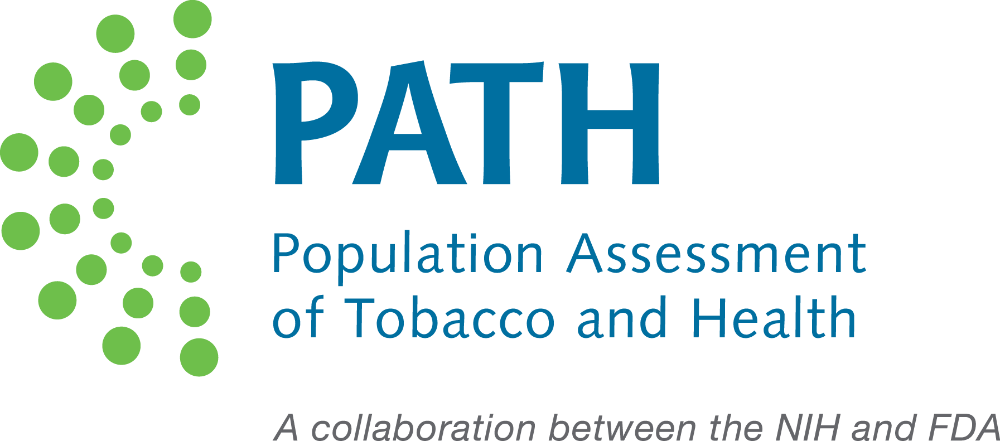 PATH
Population Assessment
of Tobacco and Health
A collaboration between the NIH and FDA